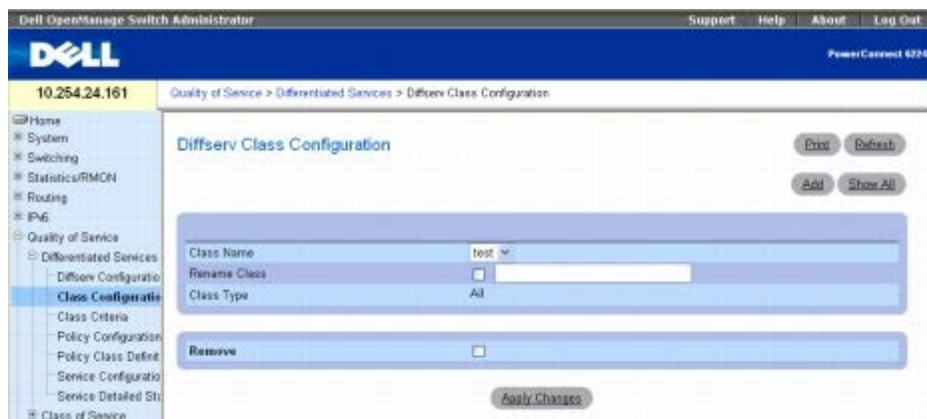 Dell OpenManage Switch Administrator
Support Help About Log Out
DELL
PowerConnect 6224
10.254.24.161
Quality of Service > Differentiated Services > Diffserv Class Configuration
Home
System
Switching
Statistics/RMON
Routing
IPv6
Quality of Service
Differentiated Services
Diffserv Configuratio
Class Configuratio
Class Criteria
Policy Configuration
Policy Class Definit
Service Configuratio
Service Detailed Sta
Class of Service
Diffserv Class Configuration
Print Refresh
Add Show All
Class Name test
Rename Class
Class Type All
Remove
Apply Changes